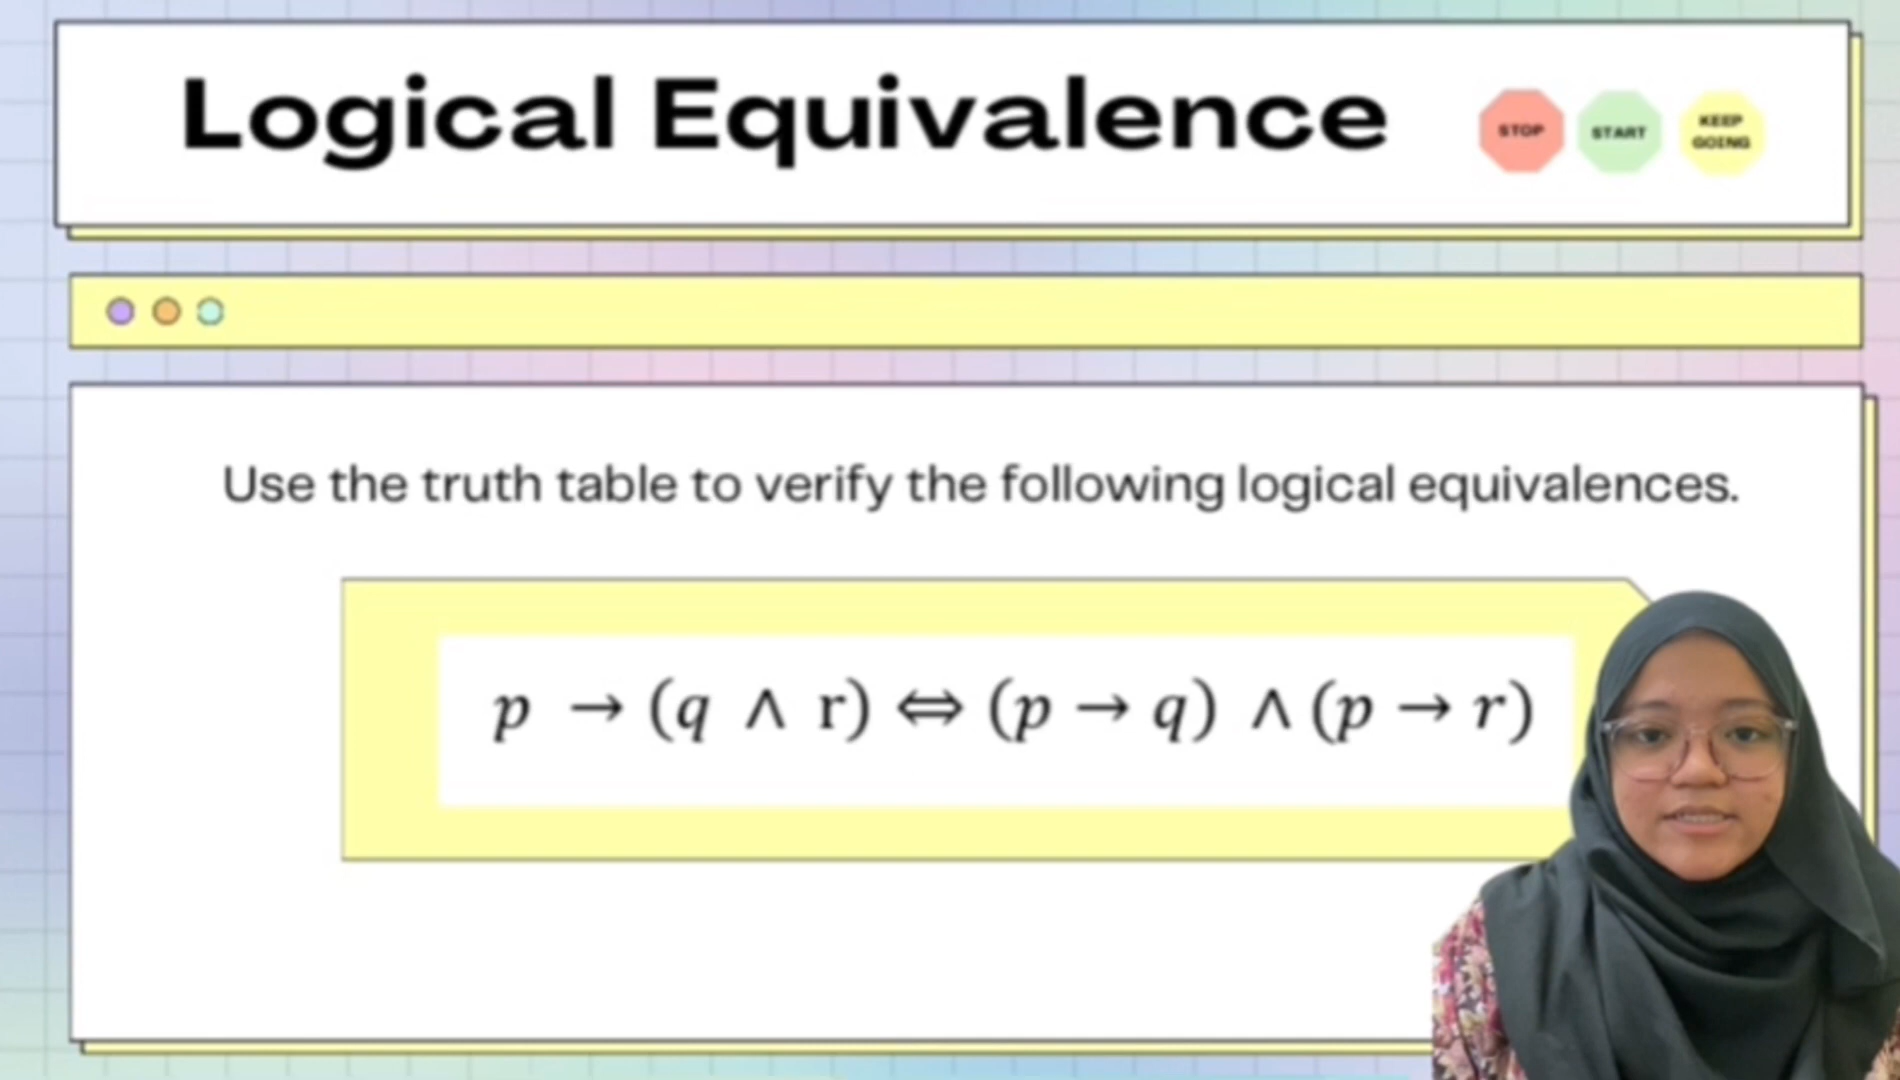 Logical Equivalence
STOP
START
KEEP
GOING
Use the truth table to verify the following logical equivalences.
p → (q ∧ r) ⇔ (p → q) ∧ (p → r)